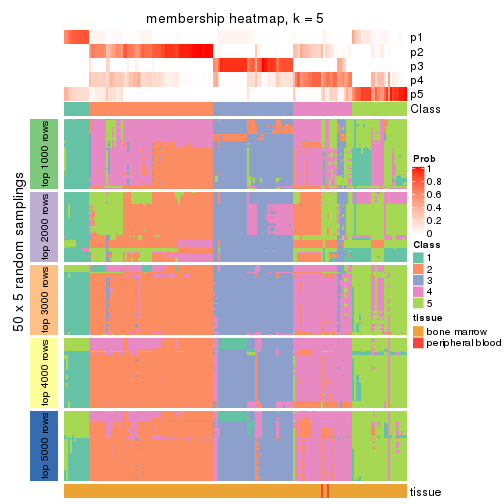 membership heatmap, k = 5
p1
p2
p3
p4
p5
Class
50 x 5 random samplings
top 1000 rows
top 2000 rows
top 3000 rows
top 4000 rows
top 5000 rows
Prob
1
0.8
0.6
0.4
0.2
0
Class
1
2
3
4
5
tissue
bone marrow
peripheral blood
tissue